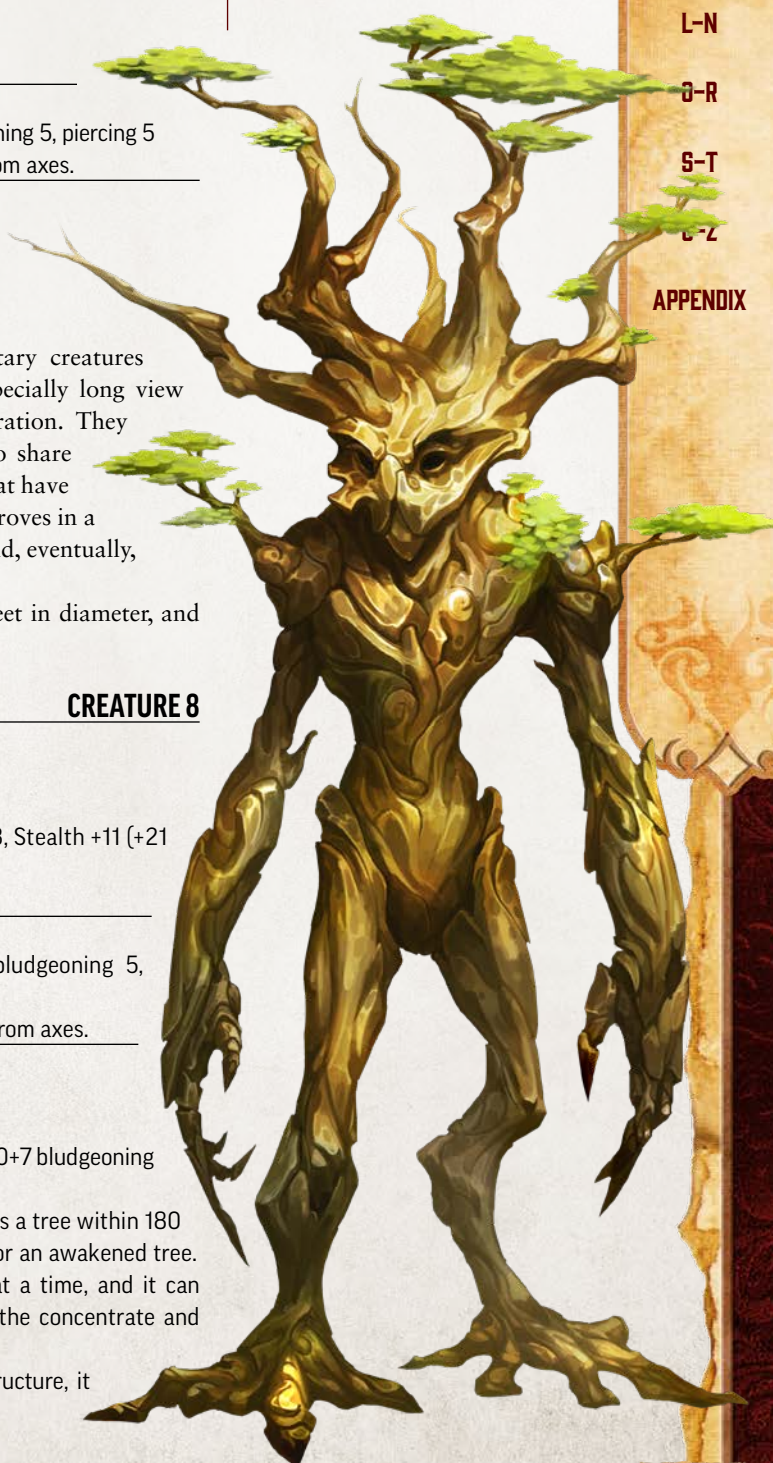 ning 5, piercing 5
om axes.
tary creatures
pecially long view
ration. They
o share
at have
roves in a
d, eventually,
eet in diameter, and
CREATURE 8
, Stealth +11 (+21
bludgeoning 5,
rom axes.
0+7 bludgeoning
s a tree within 180
or an awakened tree.
at a time, and it can
the concentrate and
ructure, it
L–N
O–R
S–T
-Z
APPENDIX